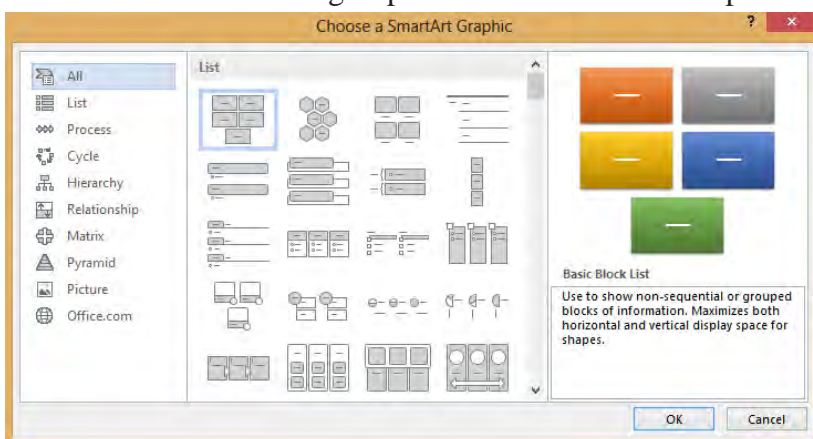 Choose a SmartArt Graphic
? ×
All
List
Process
Cycle
Hierarchy
Relationship
Matrix
Pyramid
Picture
Office.com
List
Basic Block List
Use to show non-sequential or grouped
blocks of information. Maximizes both
horizontal and vertical display space for
shapes.
OK
Cancel